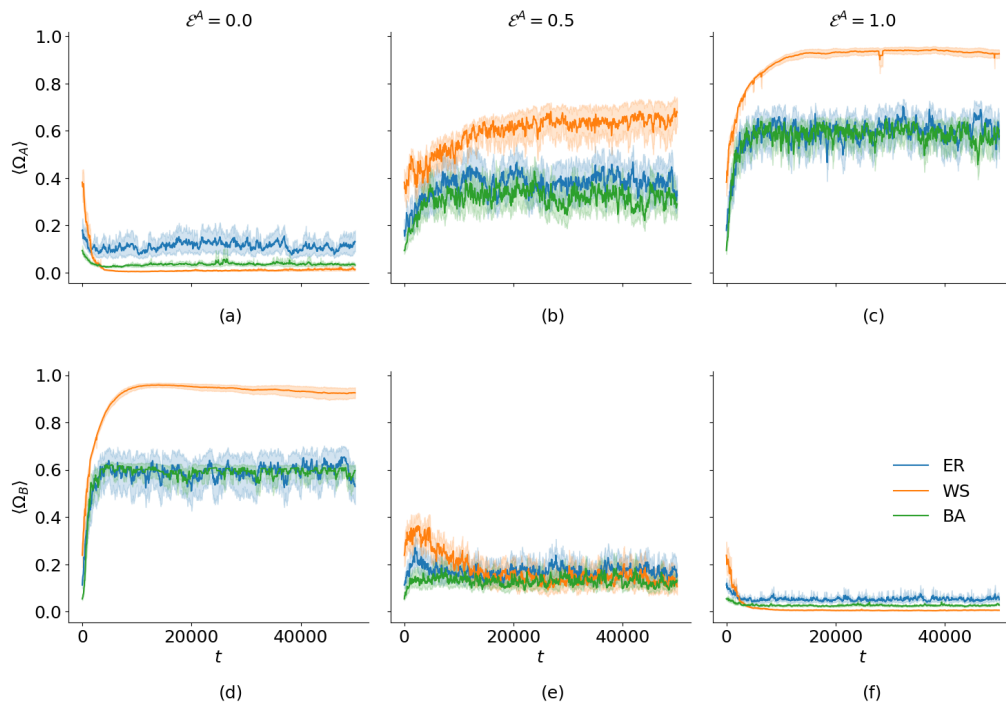 ℰ^A = 0.0
ℰ^A = 0.5
ℰ^A = 1.0
⟨Ω_A⟩
1.0
0.8
0.6
0.4
0.2
0.0
(a)
(b)
(c)
⟨Ω_B⟩
1.0
0.8
0.6
0.4
0.2
0.0
ER
WS
BA
0 20000 40000
0 20000 40000
0 20000 40000
t
t
t
(d)
(e)
(f)